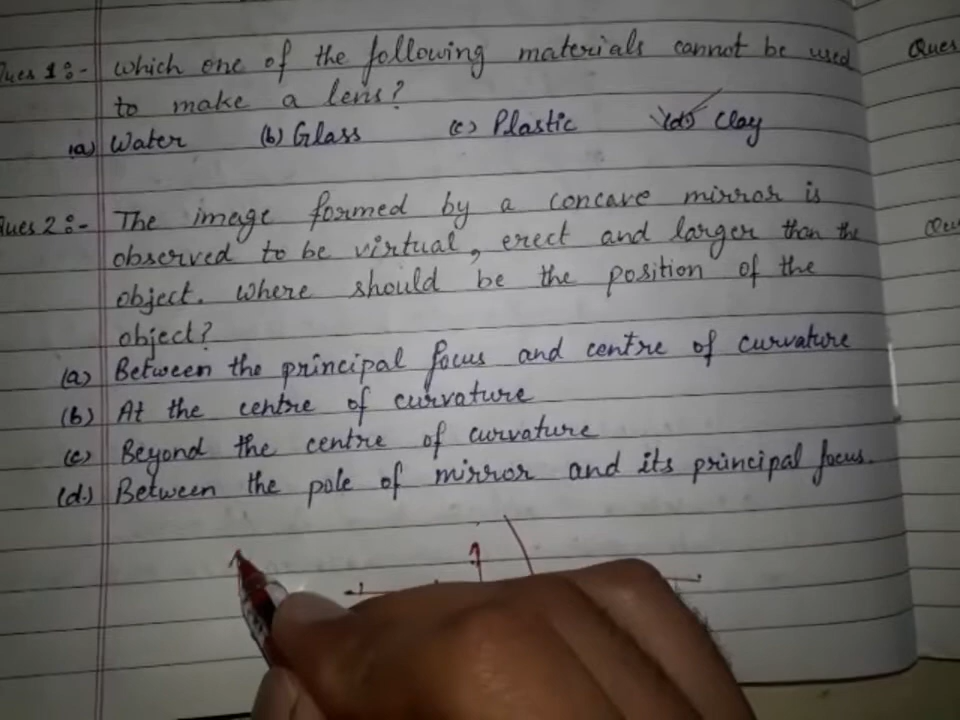 Ques 1:- Which one of the following materials cannot be used
to make a lens?
(a) Water (b) Glass (c) Plastic (d) Clay
Ques 2:- The image formed by a concave mirror is
observed to be virtual, erect and larger than the
object. Where should be the position of the
object?
(a) Between the principal focus and centre of curvature
(b) At the centre of curvature
(c) Beyond the centre of curvature
(d.) Between the pole of mirror and its principal focus.
Ques